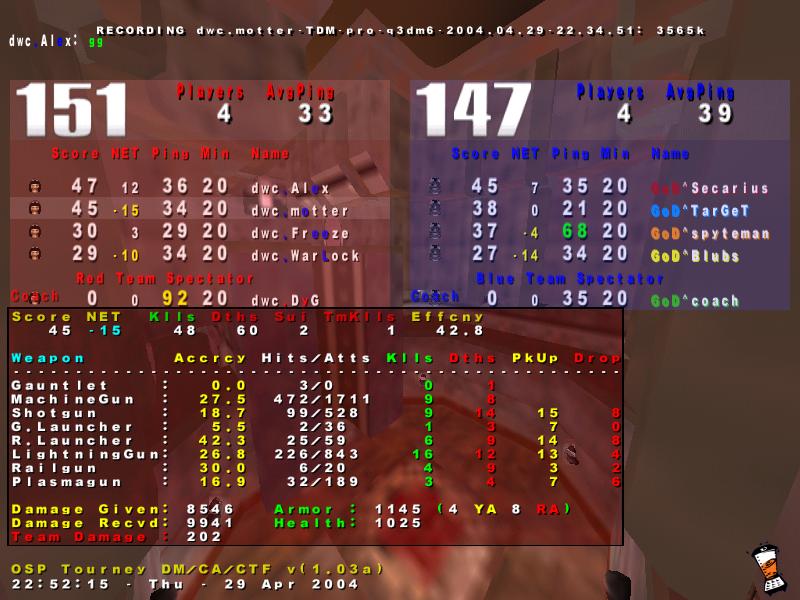 RECORDING dwc.motter-TDM-pro-q3dm6-2004.04.29-22.34.51: 3565k
dwc.Alex: gg
151 Players AvgPing 4 33
147 Players AvgPing 4 39
Score NET Ping Min Name
47 12 36 20 dwc.Alex
45 -15 34 20 dwc.motter
30 3 29 20 dwc.Freeze
29 -10 34 20 dwc.WarLock
Red Team Spectator
Coach 0 0 92 20 dwc.DyG
Score NET Ping Min Name
45 7 35 20 GoD^Secarius
38 0 21 20 GoD^TarGeT
37 -4 68 20 GoD^spyteman
27 -14 34 20 GoD^Blubs
Blue Team Spectator
Coach 0 0 35 20 GoD^coach
Score NET Klls Dths Sui TmKlls Effcny
45 -15 48 60 2 1 42.8
Weapon Accrcy Hits/Atts Klls Dths PkUp Drop
Gauntlet : 0.0 3/0 0 1
MachineGun : 27.5 472/1711 9 8
Shotgun : 18.7 99/528 9 14 15 8
G.Launcher : 5.5 2/36 1 3 7 0
R.Launcher : 42.3 25/59 6 9 14 8
LightningGun: 26.8 226/843 16 12 13 4
Railgun : 30.0 6/20 4 9 3 2
Plasmagun : 16.9 32/189 3 4 7 6
Damage Given: 8546 Armor : 1145 (4 YA 8 RA)
Damage Recvd: 9941 Health: 1025
Team Damage : 202
OSP Tourney DM/CA/CTF v(1.03a)
22:52:15 - Thu - 29 Apr 2004